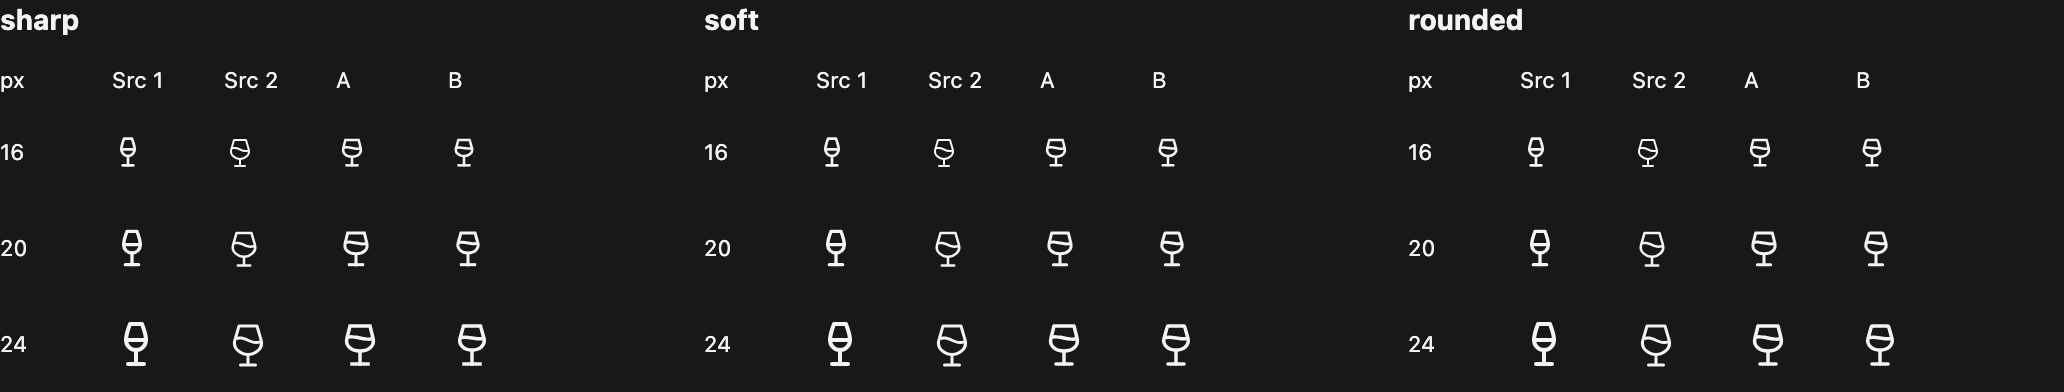 sharp soft rounded
px Src 1 Src 2 A B px Src 1 Src 2 A B px Src 1 Src 2 A B
16 16 16
20 20 20
24 24 24